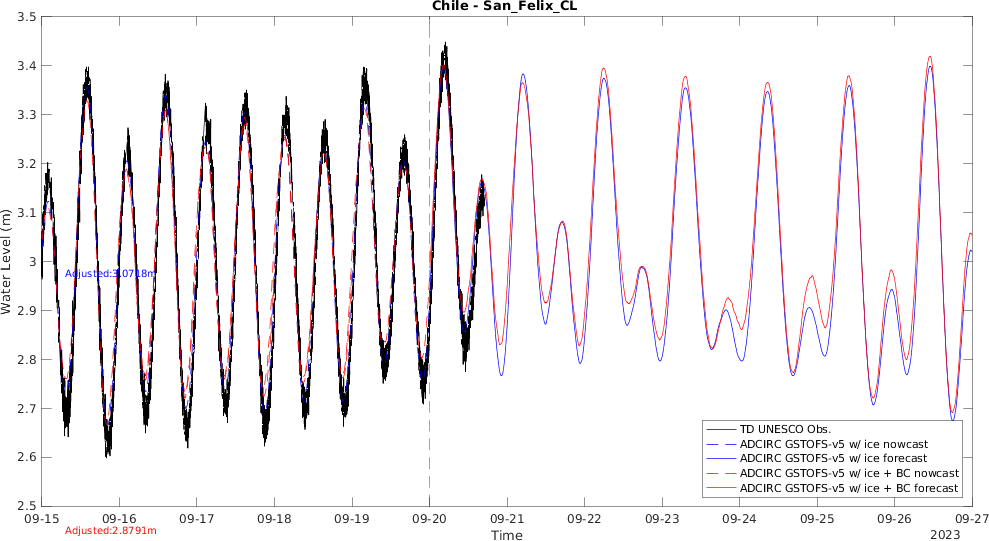 Chile - San_Felix_CL
3.5
3.4
3.3
3.2
3.1
3
2.9
2.8
2.7
2.6
2.5
Water Level (m)
Adjusted:3.0718m
TD UNESCO Obs.
ADCIRC GSTOFS-v5 w/ ice nowcast
ADCIRC GSTOFS-v5 w/ ice forecast
ADCIRC GSTOFS-v5 w/ ice + BC nowcast
ADCIRC GSTOFS-v5 w/ ice + BC forecast
09-15 09-16 09-17 09-18 09-19 09-20 09-21 09-22 09-23 09-24 09-25 09-26 09-27
Adjusted:2.8791m
Time
2023